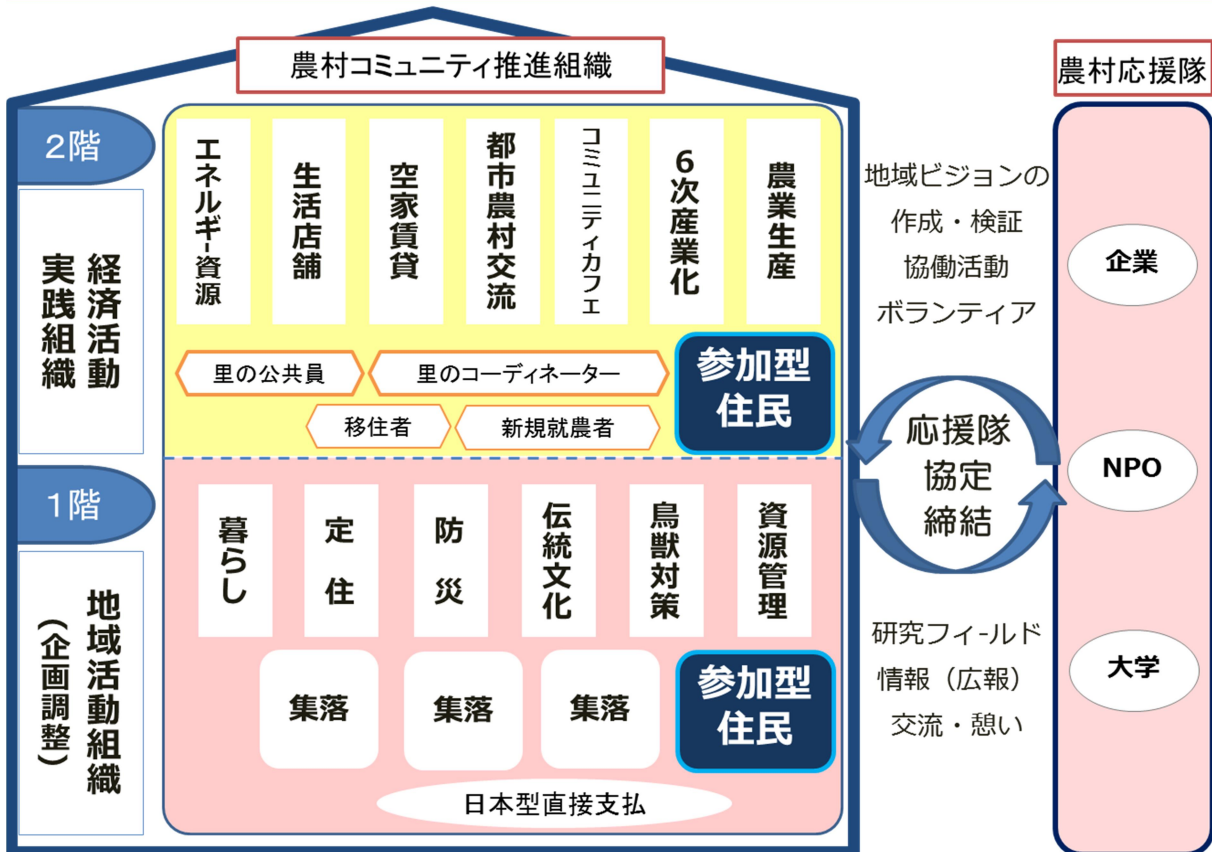 農村コミュニティ推進組織
農村応援隊
2階
経済活動
実践組織
エネルギー資源
生活店舗
空家賃貸
都市農村交流
コミュニティカフェ
6次産業化
農業生産
里の公共員
里のコーディネーター
移住者
新規就農者
参加型
住民
1階
地域活動組織
(企画調整)
暮らし
定住
防災
伝統文化
鳥獣対策
資源管理
集落
集落
集落
参加型
住民
日本型直接支払
地域ビジョンの
作成・検証
協働活動
ボランティア
応援隊
協定
締結
研究フィールド
情報（広報）
交流・憩い
企業
NPO
大学